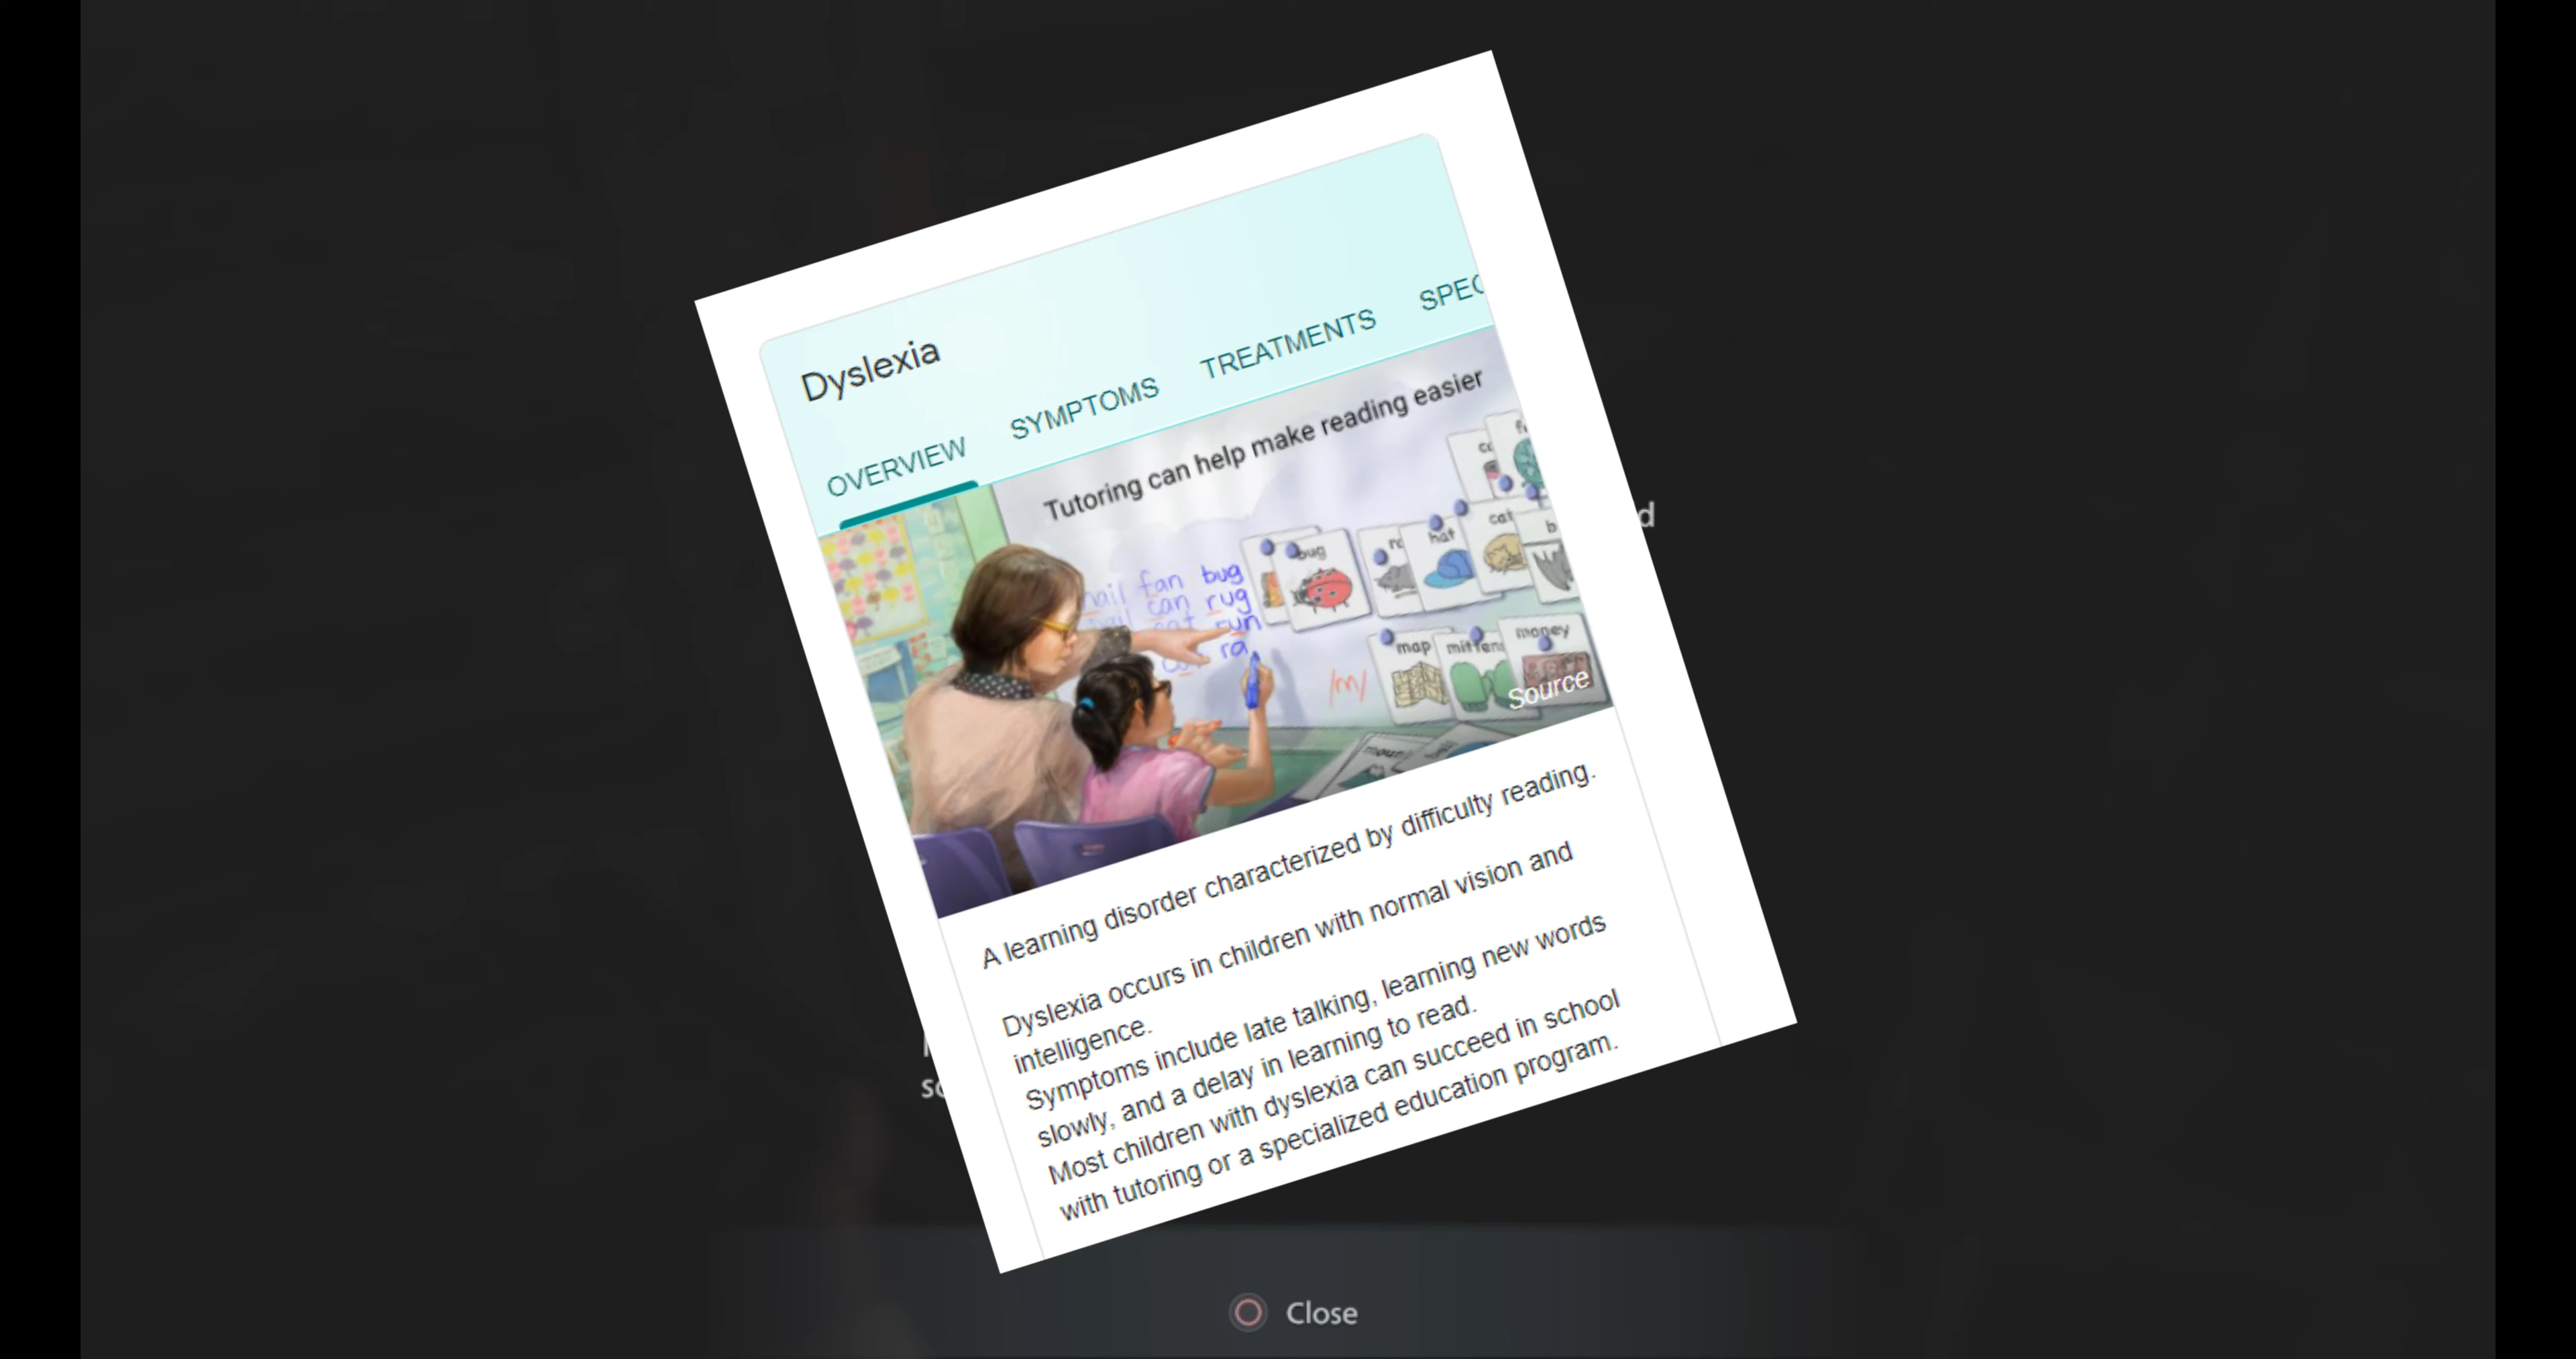 Dyslexia
OVERVIEW SYMPTOMS TREATMENTS SPEC
Tutoring can help make reading easier
fan bug
can rug
run
ra
bug
hat
cat
map
mittens
money
/m/
Source
A learning disorder characterized by difficulty reading.
Dyslexia occurs in children with normal vision and
intelligence.
Symptoms include late talking, learning new words
slowly, and a delay in learning to read.
Most children with dyslexia can succeed in school
with tutoring or a specialized education program.
d
Close